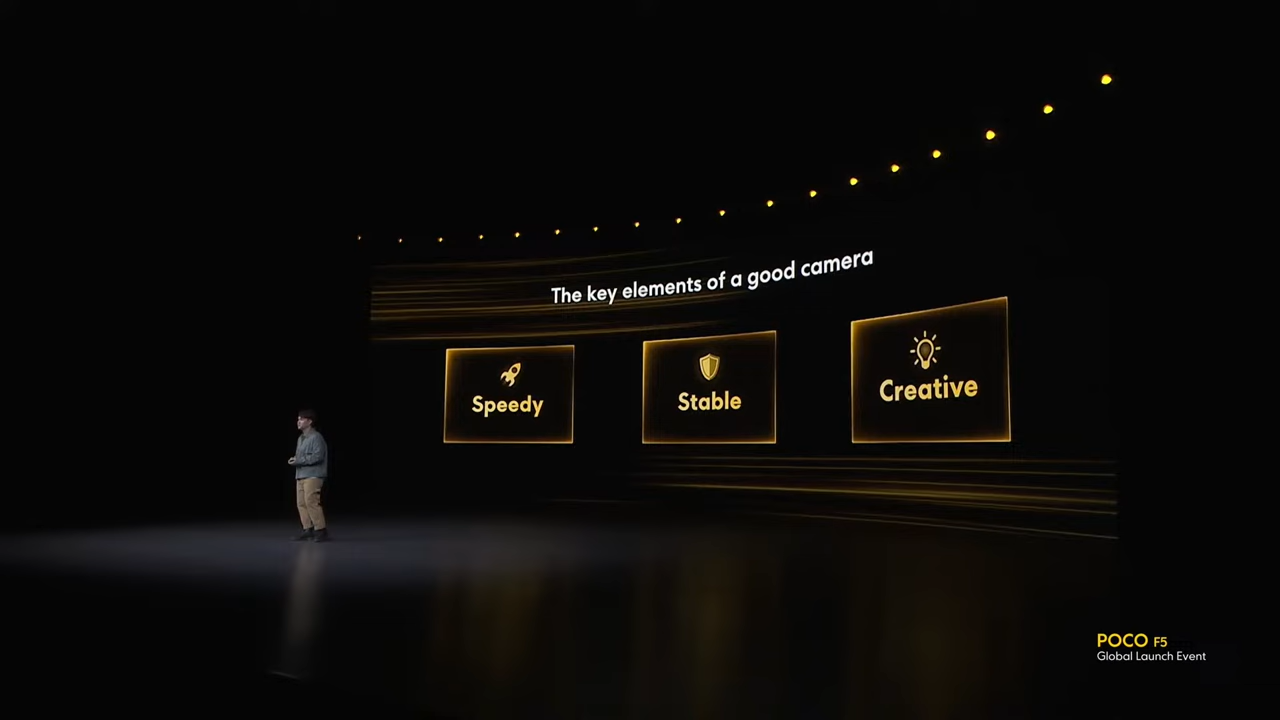 The key elements of a good camera
Speedy
Stable
Creative
POCO F5
Global Launch Event